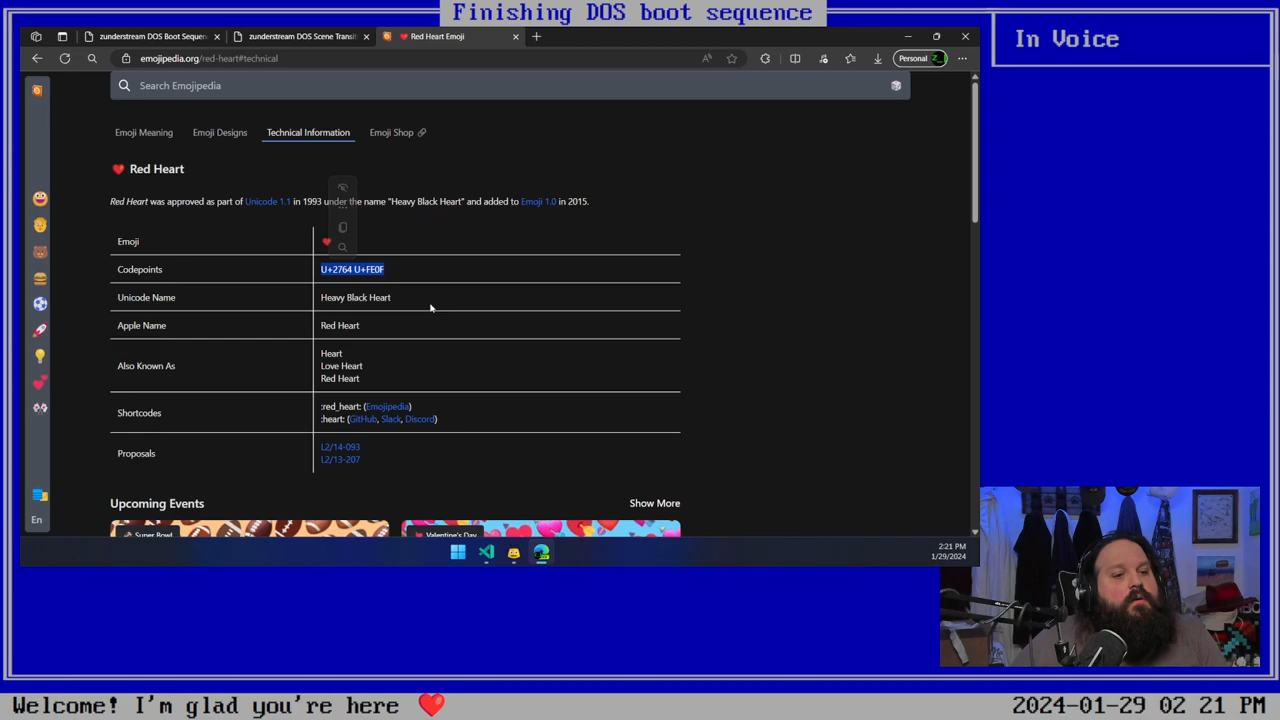 Finishing DOS boot sequence
In Voice
zunderstream DOS Boot Sequen
zunderstream DOS Scene Transit
❤️ Red Heart Emoji
emojipedia.org/red-heart#technical
Personal
Search Emojipedia
Emoji Meaning
Emoji Designs
Technical Information
Emoji Shop
❤️ Red Heart
Red Heart was approved as part of Unicode 1.1 in 1993 under the name "Heavy Black Heart" and added to Emoji 1.0 in 2015.
Emoji ❤️
Codepoints U+2764 U+FE0F
Unicode Name Heavy Black Heart
Apple Name Red Heart
Also Known As
Heart
Love Heart
Red Heart
Shortcodes
:red_heart: (Emojipedia)
:heart: (GitHub, Slack, Discord)
Proposals
L2/14-093
L2/13-207
Upcoming Events
Show More
Super Bowl
Valentine's Day
En
2:21 PM
1/29/2024
Welcome! I'm glad you're here ❤️
2024-01-29 02 21 PM